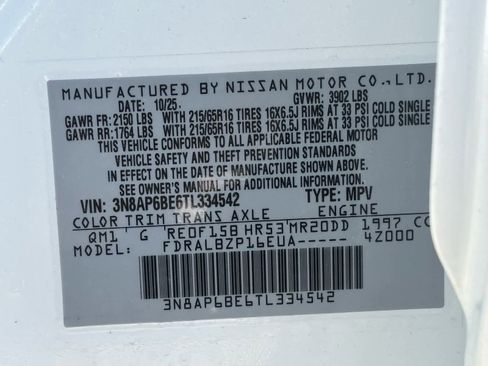 MANUFACTURED BY NISSAN MOTOR CO.,LTD.
DATE: 10/25 GVWR: 3902 LBS
GAWR FR: 2150 LBS WITH 215/65R16 TIRES 16X6.5J RIMS AT 33 PSI COLD SINGLE
GAWR RR: 1764 LBS WITH 215/65R16 TIRES 16X6.5J RIMS AT 33 PSI COLD SINGLE
THIS VEHICLE CONFORMS TO ALL APPLICABLE FEDERAL MOTOR
VEHICLE SAFETY AND THEFT PREVENTION STANDARDS
IN EFFECT ON THE DATE OF MANUFACTURE SHOWN ABOVE.
SEE OWNER'S MANUAL FOR ADDITIONAL INFORMATION
VIN: 3N8AP6BE6TL334542 TYPE: MPV
COLOR TRIM TRANS AXLE ENGINE
QM1 G RE0F15B HR53 MR20DD 1997 CC
MODEL: FDRALBZP16EUA----- 4Z000
3N8AP6BE6TL334542